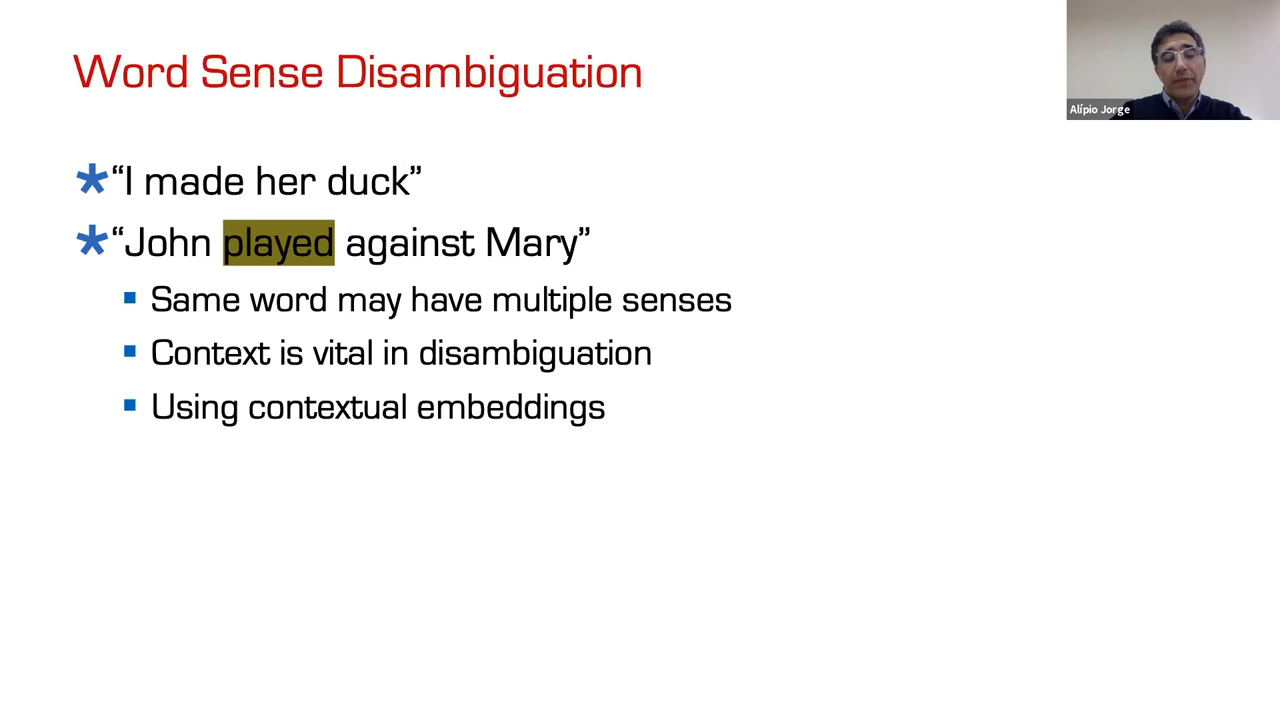 Word Sense Disambiguation
Alípio Jorge
* “I made her duck”
* “John played against Mary”
▪ Same word may have multiple senses
▪ Context is vital in disambiguation
▪ Using contextual embeddings